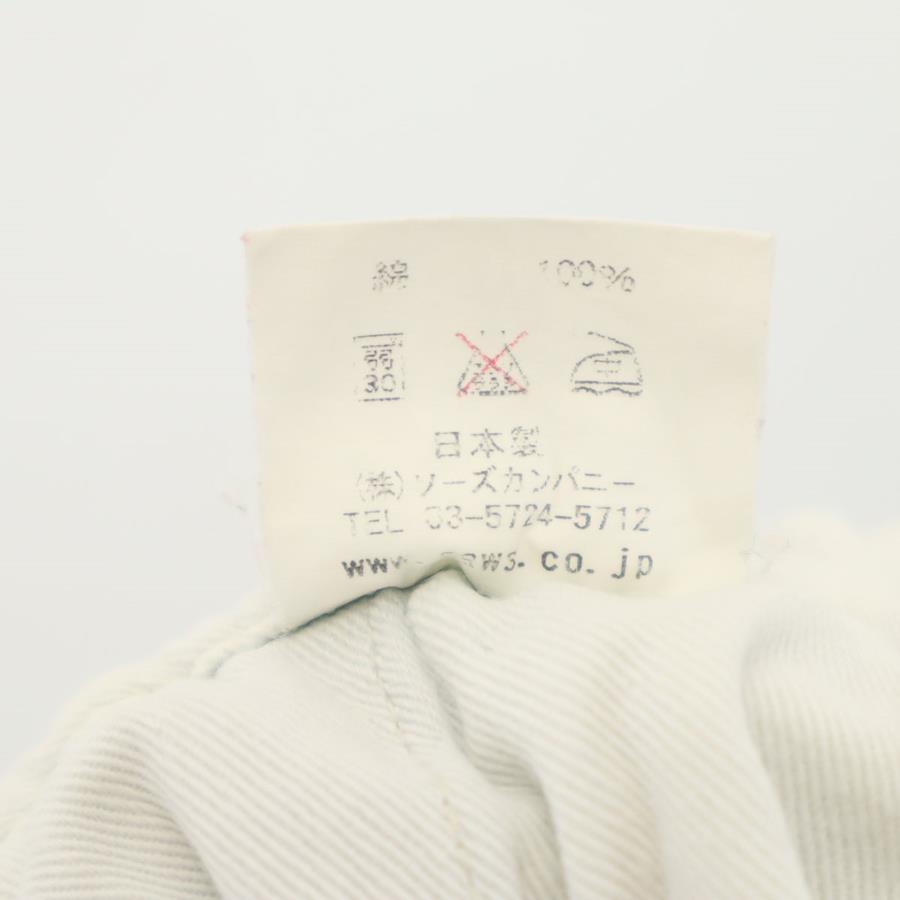 綿 100%
弱 30 中
日本製
(株)ソーズカンパニー
TEL 03-5724-5712
.co.jp